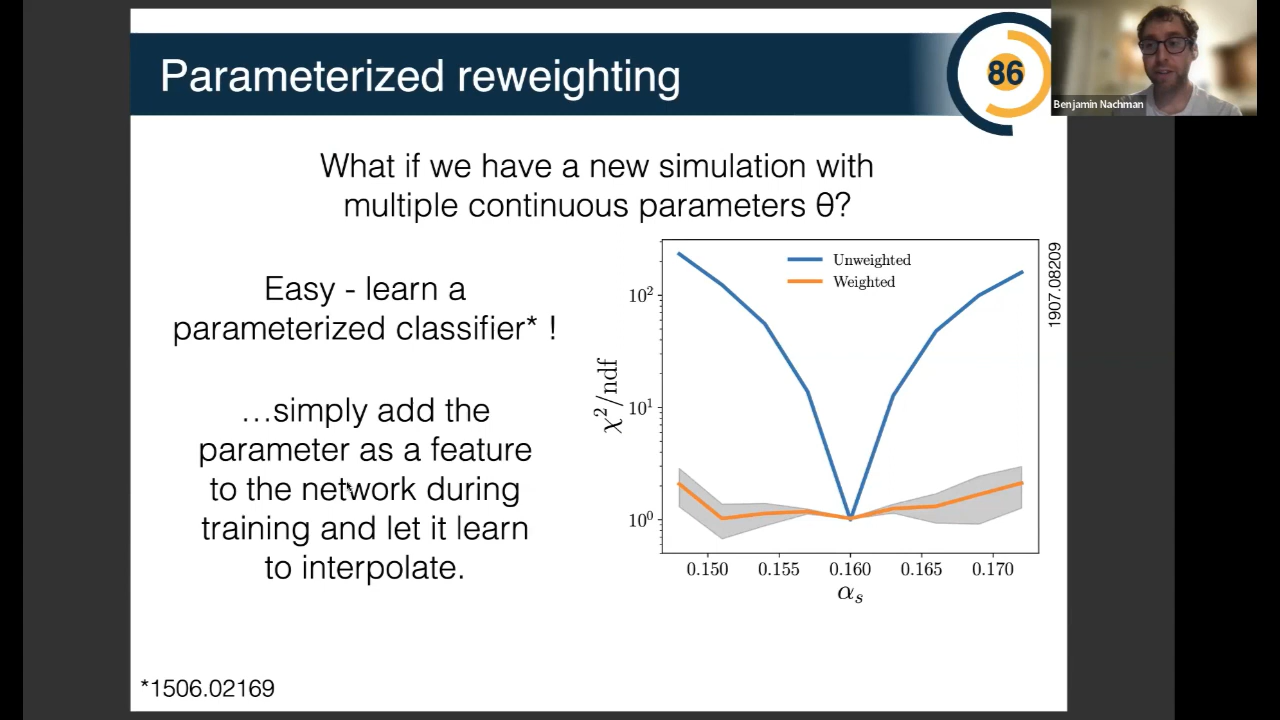 Parameterized reweighting
86
Benjamin Nachman
What if we have a new simulation with
multiple continuous parameters θ?
Easy - learn a
parameterized classifier* !
…simply add the
parameter as a feature
to the network during
training and let it learn
to interpolate.
Unweighted
Weighted
10²
10¹
10⁰
χ²/ndf
0.150 0.155 0.160 0.165 0.170
αₛ
1907.08209
*1506.02169